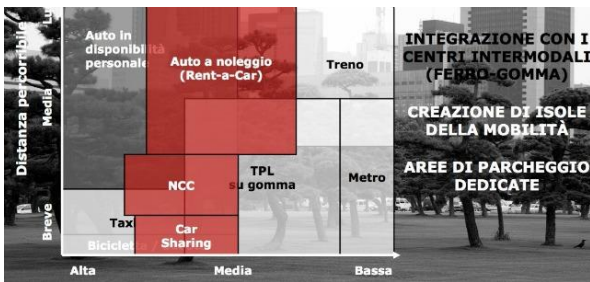 Auto in
disponibilità
personale
Auto a noleggio
(Rent-a-Car)
Treno
NCC
TPL
su gomma
Metro
Taxi
Bicicletta /
Car
Sharing
Distanza percorribile
Breve
Media
Lu
Alta
Media
Bassa
INTEGRAZIONE CON I
CENTRI INTERMODALI
(FERRO-GOMMA)
CREAZIONE DI ISOLE
DELLA MOBILITÀ
AREE DI PARCHEGGIO
DEDICATE